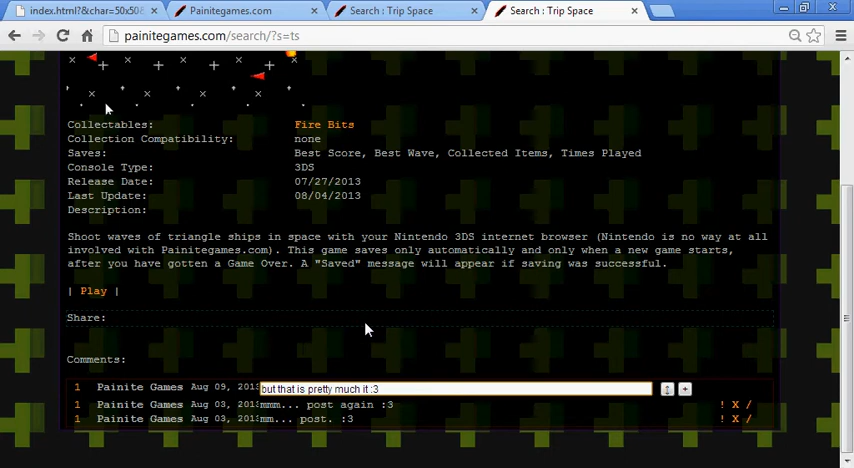 index.html?&char=50x50&
Painitegames.com
Search : Trip Space
Search : Trip Space
painitegames.com/search/?s=ts
Collectables: Fire Bits
Collection Compatibility: none
Saves: Best Score, Best Wave, Collected Items, Times Played
Console Type: 3DS
Release Date: 07/27/2013
Last Update: 08/04/2013
Description:
Shoot waves of triangle ships in space with your Nintendo 3DS internet browser (Nintendo is no way at all
involved with Painitegames.com). This game saves only automatically and only when a new game starts,
after you have gotten a Game Over. A "Saved" message will appear if saving was successful.
| Play |
Share:
Comments:
1 Painite Games Aug 09, 2013 but that is pretty much it :3 +
1 Painite Games Aug 03, 2013 mmm... post again :3 ! X /
1 Painite Games Aug 03, 2013 mm... post. :3 ! X /